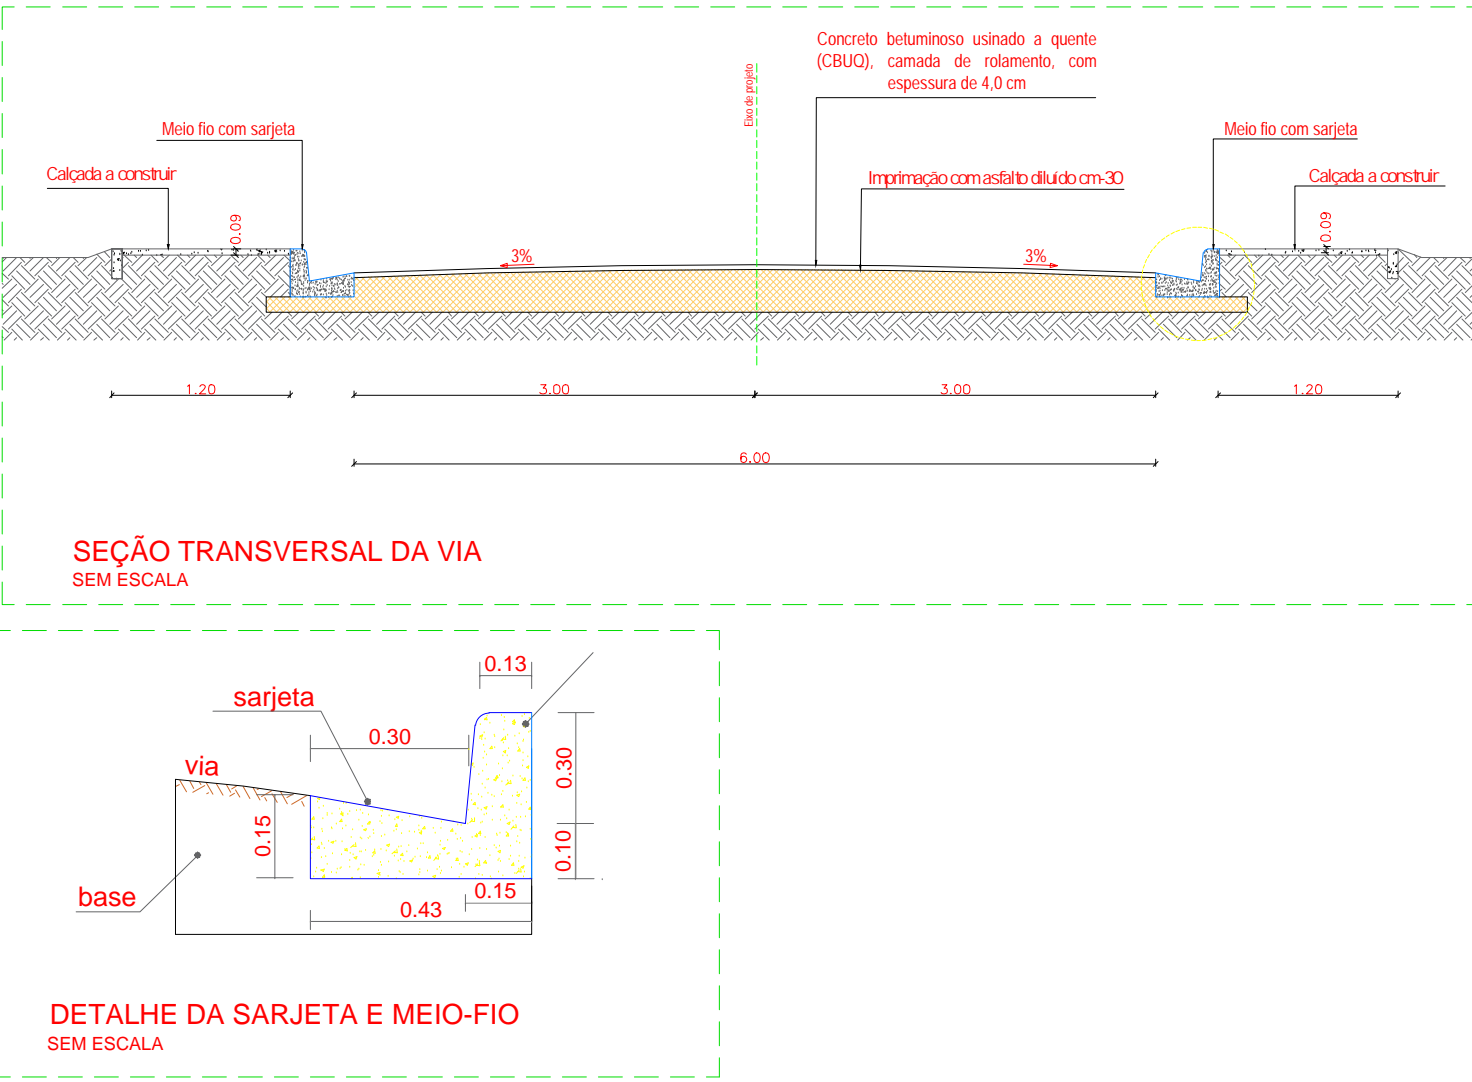 Concreto betuminoso usinado a quente
(CBUQ), camada de rolamento, com
espessura de 4,0 cm
Eixo de projeto
Meio fio com sarjeta
Meio fio com sarjeta
Calçada a construir
Imprimação com asfalto diluído cm-30
Calçada a construir
0.09
0.09
3%
3%
1.20
3.00
3.00
1.20
6.00
SEÇÃO TRANSVERSAL DA VIA
SEM ESCALA
0.13
sarjeta
0.30
via
0.30
0.15
0.10
base
0.15
0.43
DETALHE DA SARJETA E MEIO-FIO
SEM ESCALA